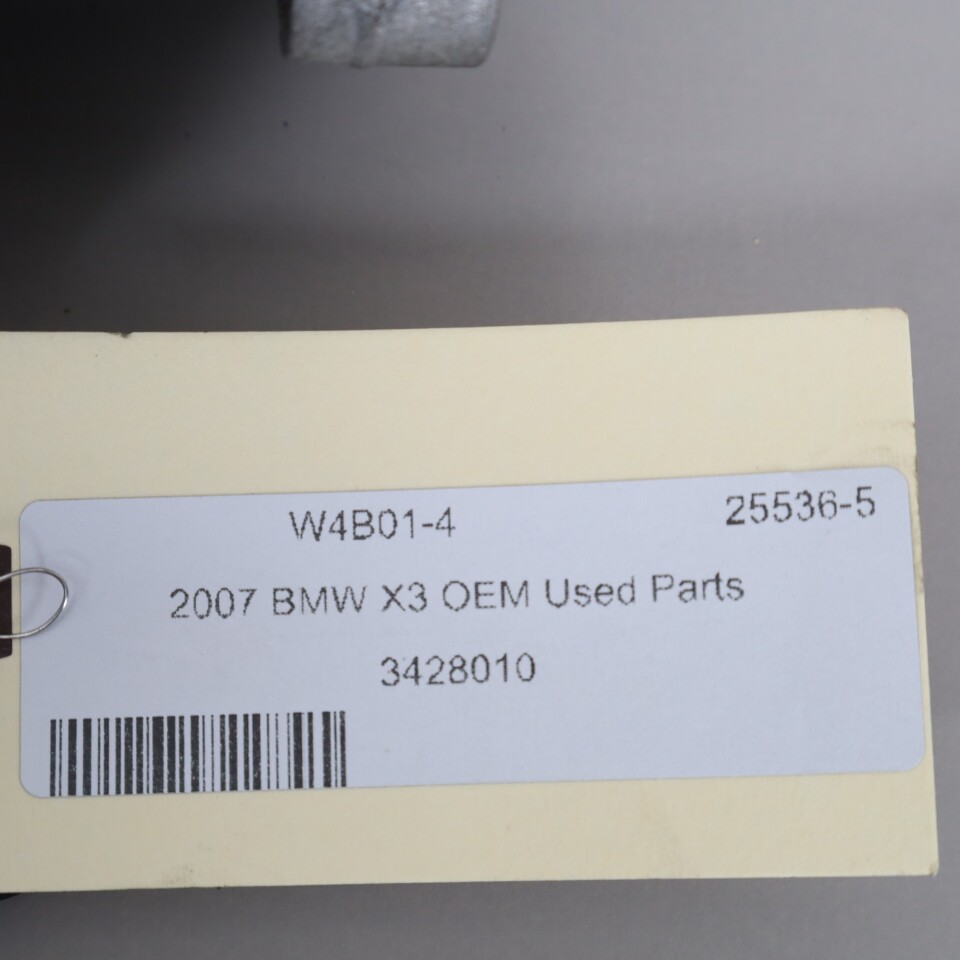 W4B01-4 25536-5
2007 BMW X3 OEM Used Parts
3428010